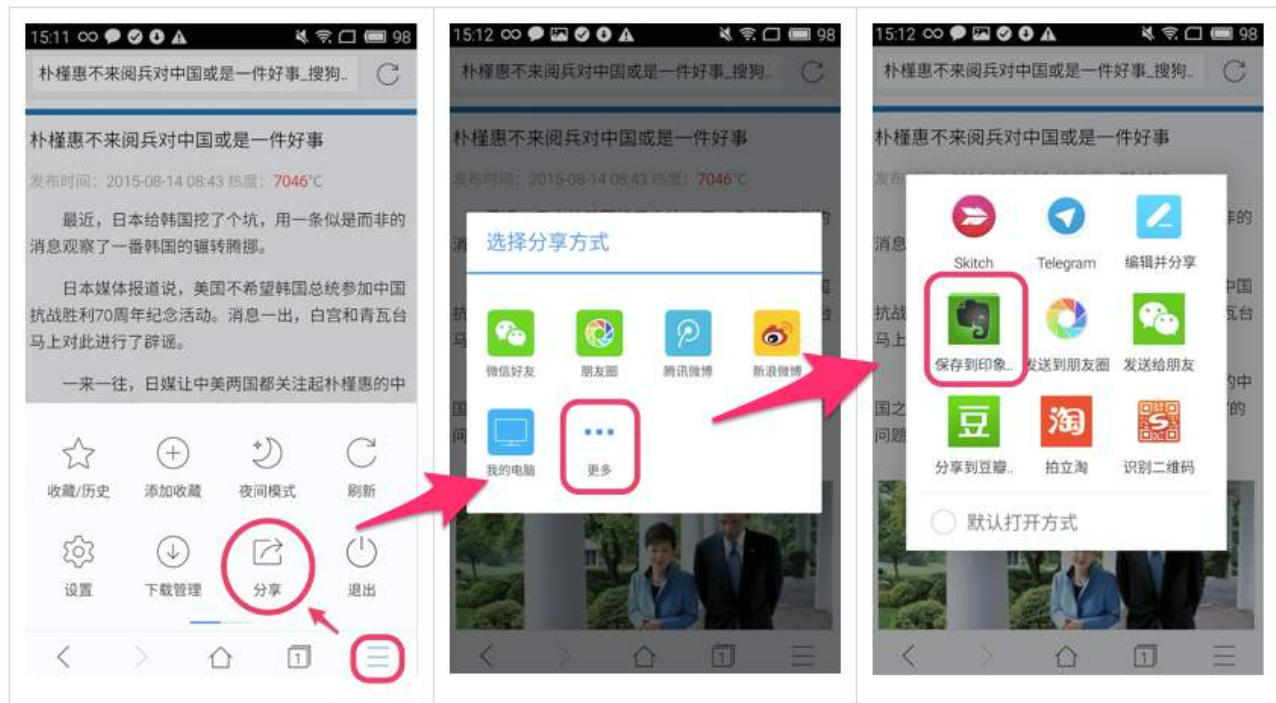 15:11
98
朴槿惠不来阅兵对中国或是一件好事_搜狗..
朴槿惠不来阅兵对中国或是一件好事
发布时间：2015-08-14 08:43 热度：7046℃
最近，日本给韩国挖了个坑，用一条似是而非的
消息观察了一番韩国的辗转腾挪。
日本媒体报道说，美国不希望韩国总统参加中国
抗战胜利70周年纪念活动。消息一出，白宫和青瓦台
马上对此进行了辟谣。
一来一往，日媒让中美两国都关注起朴槿惠的中
收藏/历史
添加收藏
夜间模式
刷新
设置
下载管理
分享
退出
1
15:12
98
朴槿惠不来阅兵对中国或是一件好事_搜狗..
朴槿惠不来阅兵对中国或是一件好事
发布时间：2015-08-14 08:43 热度：7046℃
选择分享方式
微信好友
朋友圈
腾讯微博
新浪微博
我的电脑
更多
1
15:12
98
朴槿惠不来阅兵对中国或是一件好事_搜狗..
朴槿惠不来阅兵对中国或是一件好事
Skitch
Telegram
编辑并分享
保存到印象..
发送到朋友圈
发送给朋友
豆
淘
分享到豆瓣..
拍立淘
识别二维码
默认打开方式
1